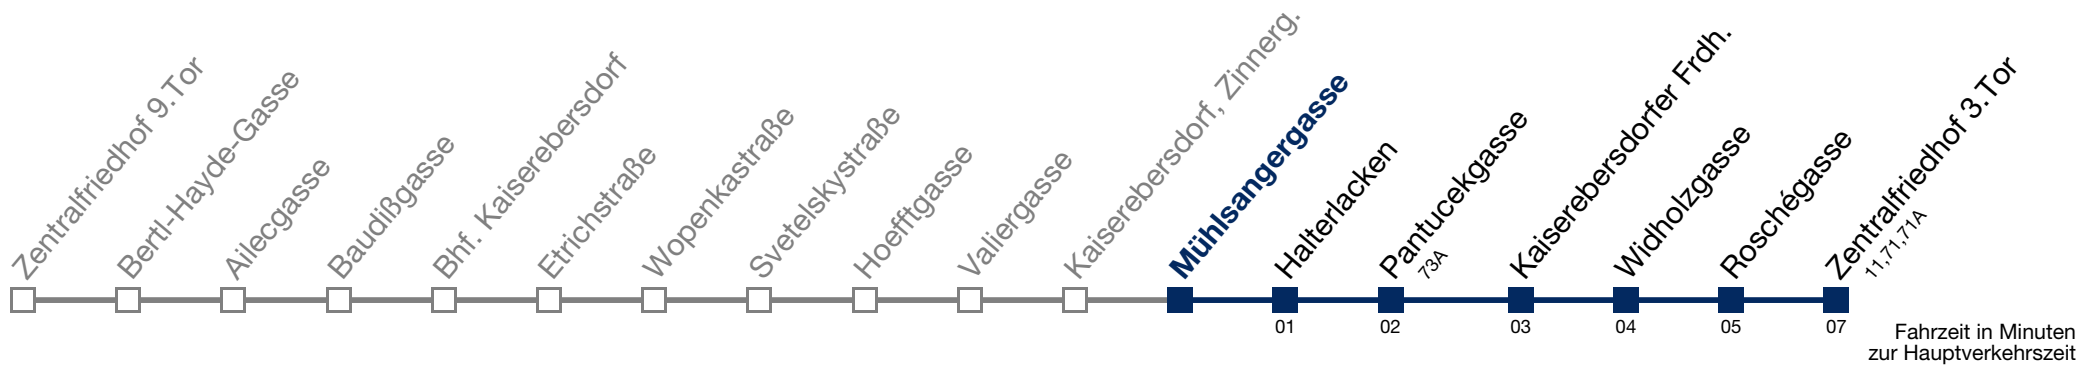 Zentralfriedhof 9.Tor
Bertl-Hayde-Gasse
Ailecgasse
Baudißgasse
Bhf. Kaiserebersdorf
Etrichstraße
Wopenkastraße
Svetelskystraße
Hoefftgasse
Valiergasse
Kaiserebersdorf, Zinnerg.
Mühlsangergasse
Halterlacken
01
Pantucekgasse
73A
02
Kaiserebersdorfer Frdh.
03
Widholzgasse
04
Roschégasse
05
Zentralfriedhof 3.Tor
11,71,71A
07
Fahrzeit in Minuten
zur Hauptverkehrszeit